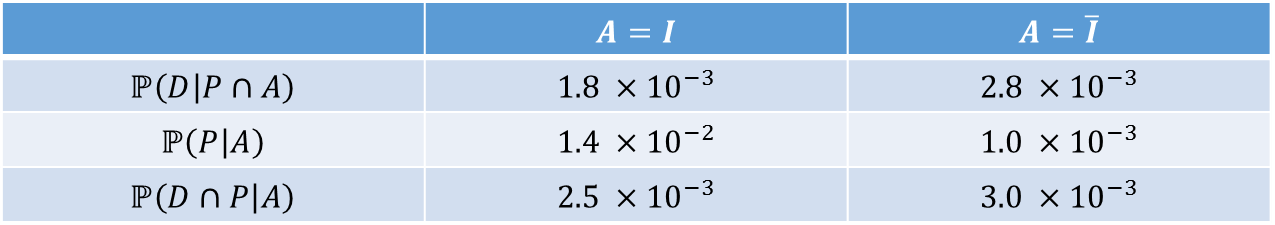 A = I A = Ī
ℙ(D|P ∩ A) 1.8 × 10⁻³ 2.8 × 10⁻³
ℙ(P|A) 1.4 × 10⁻² 1.0 × 10⁻³
ℙ(D ∩ P|A) 2.5 × 10⁻³ 3.0 × 10⁻³